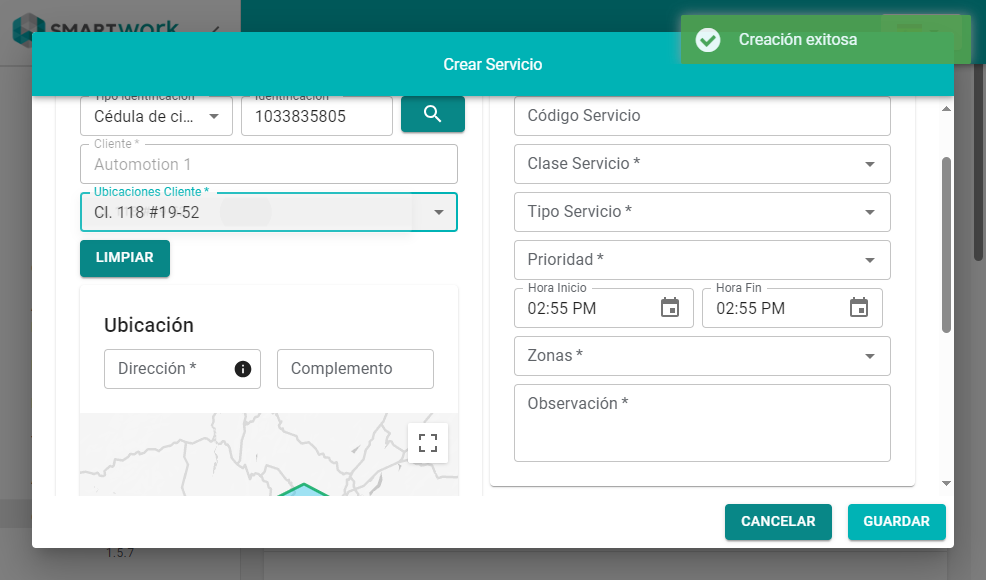 SMARTwork
Creación exitosa
Crear Servicio
Tipo Identificación
Identificación
Cédula de ci...
1033835805
Cliente *
Automotion 1
Ubicaciones Cliente *
Cl. 118 #19-52
LIMPIAR
Ubicación
Dirección *
Complemento
Código Servicio
Clase Servicio *
Tipo Servicio *
Prioridad *
Hora Inicio
Hora Fin
02:55 PM
02:55 PM
Zonas *
Observación *
CANCELAR
GUARDAR
1.5.7